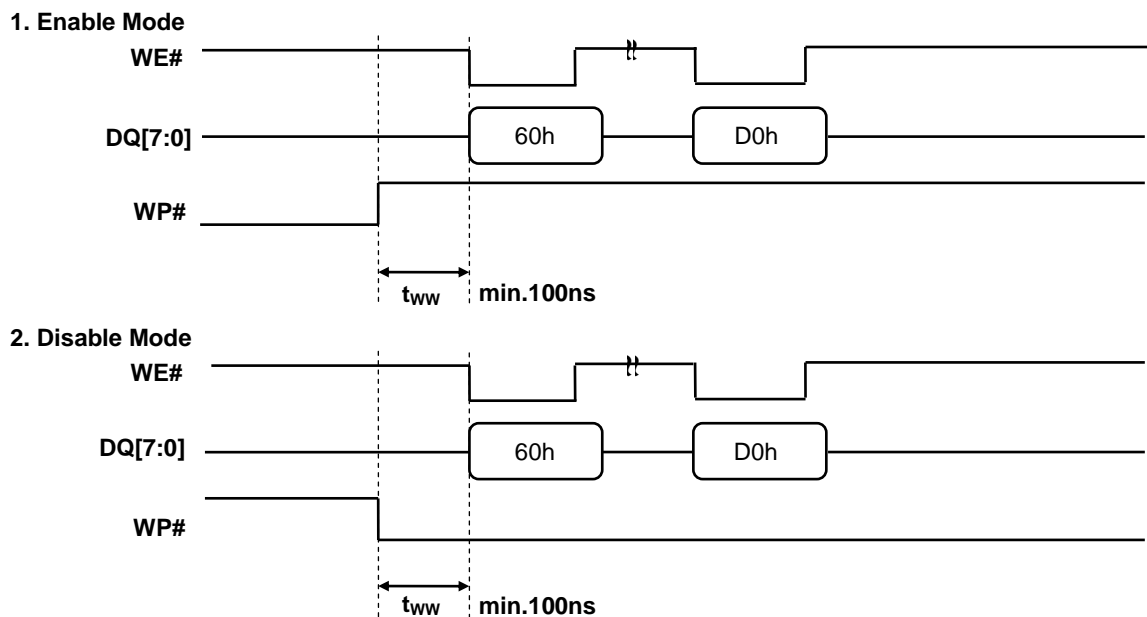 1. Enable Mode
WE#
DQ[7:0]
60h
D0h
WP#
tWW
min.100ns
2. Disable Mode
WE#
DQ[7:0]
60h
D0h
WP#
tWW
min.100ns